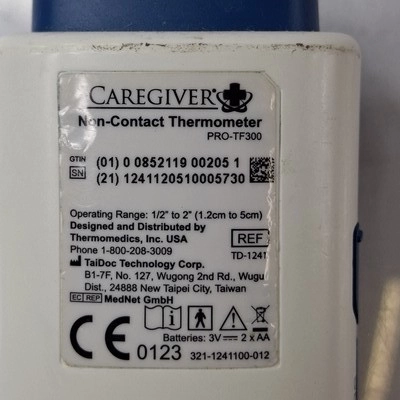 CAREGIVER
Non-Contact Thermometer
PRO-TF300
GTIN (01) 0 0852119 00205 1
SN (21) 1241120510005730
Operating Range: 1/2" to 2" (1.2cm to 5cm)
Designed and Distributed by
Thermomedics, Inc. USA
REF
Phone 1-800-208-3009
TD-1241
TaiDoc Technology Corp.
B1-7F, No. 127, Wugong 2nd Rd., Wugu
Dist., 24888 New Taipei City, Taiwan
EC REP MedNet GmbH
CE 0123
Batteries: 3V 2 x AA
321-1241100-012